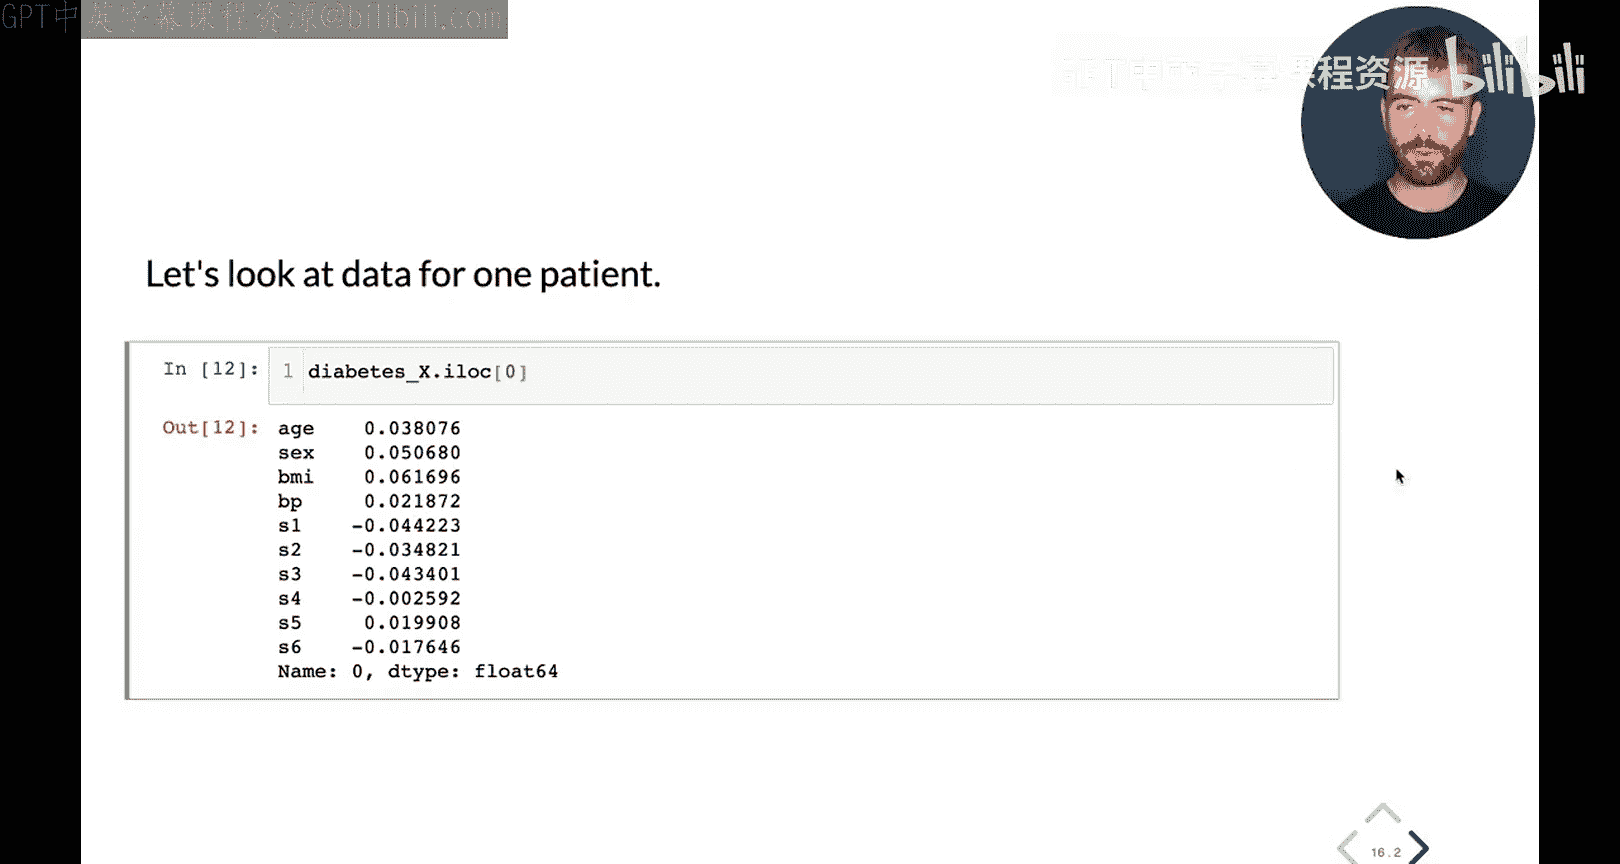 GPT中英字幕课程资源@bilibili.com
课程资源 bilibili
Let's look at data for one patient.
In [12]: 1 diabetes_X.iloc[0]
Out[12]: age 0.038076
sex 0.050680
bmi 0.061696
bp 0.021872
s1 -0.044223
s2 -0.034821
s3 -0.043401
s4 -0.002592
s5 0.019908
s6 -0.017646
Name: 0, dtype: float64
16.2